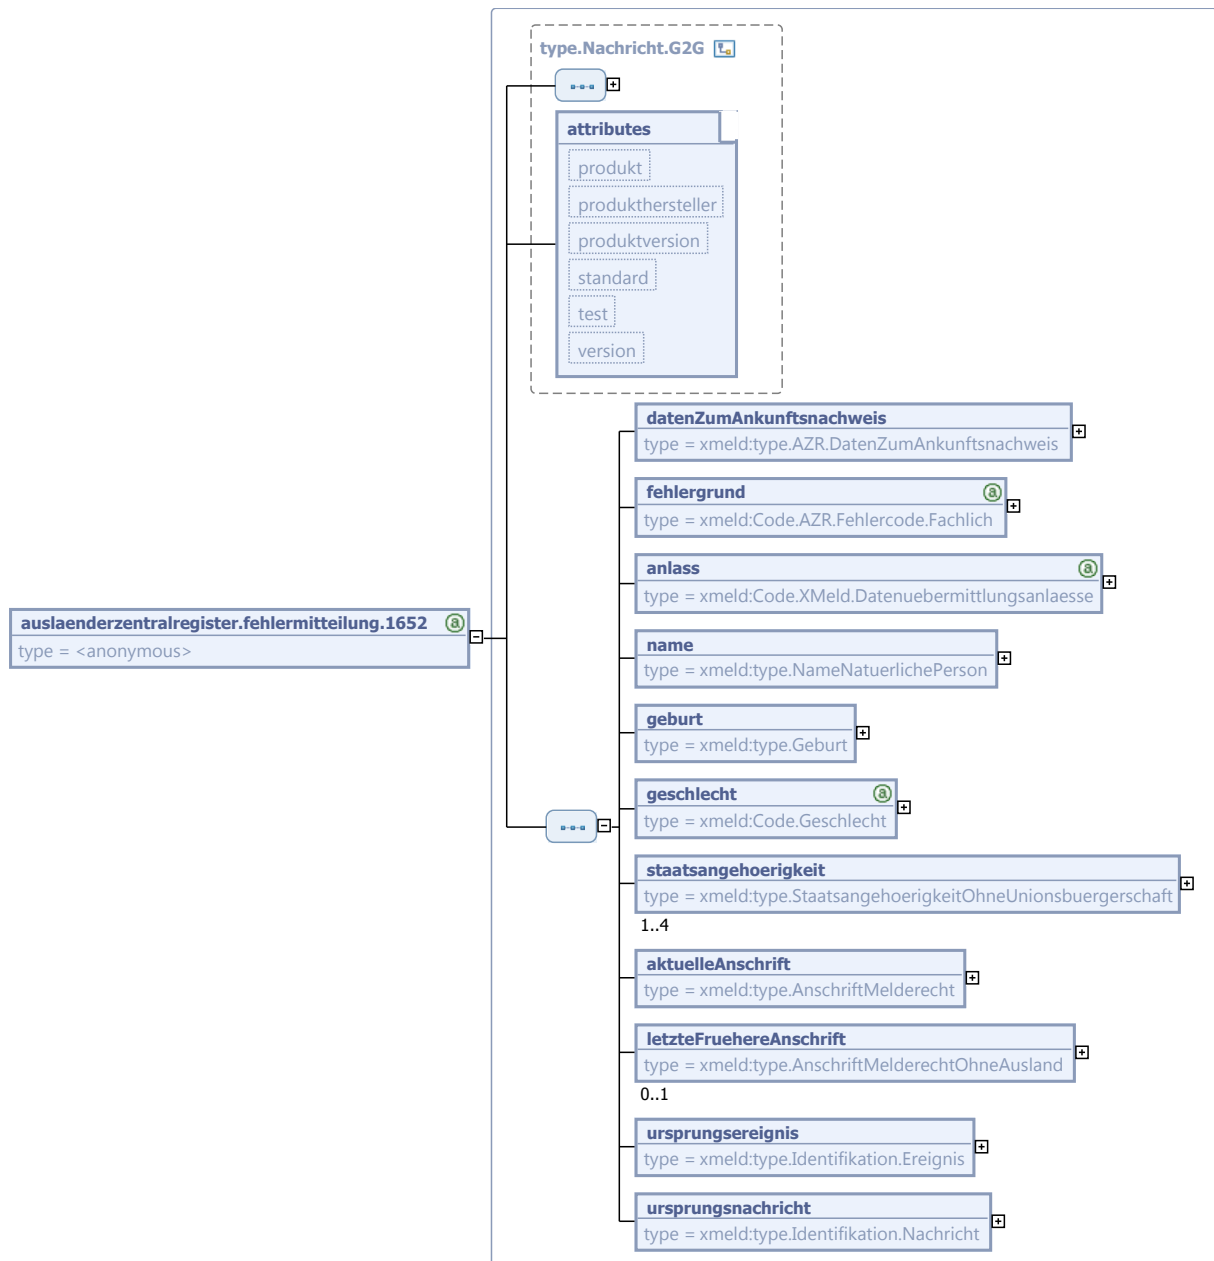 type.Nachricht.G2G
attributes
produkt
produkthersteller
produktversion
standard
test
version
auslaenderzentralregister.fehlermitteilung.1652
type = <anonymous>
datenZumAnkunftsnachweis
type = xmeld:type.AZR.DatenZumAnkunftsnachweis
fehlergrund
type = xmeld:Code.AZR.Fehlercode.Fachlich
anlass
type = xmeld:Code.XMeld.Datenuebermittlungsanlaesse
name
type = xmeld:type.NameNatuerlichePerson
geburt
type = xmeld:type.Geburt
geschlecht
type = xmeld:Code.Geschlecht
staatsangehoerigkeit
type = xmeld:type.StaatsangehoerigkeitOhneUnionsbuergerschaft
1..4
aktuelleAnschrift
type = xmeld:type.AnschriftMelderecht
letzteFruehereAnschrift
type = xmeld:type.AnschriftMelderechtOhneAusland
0..1
ursprungsereignis
type = xmeld:type.Identifikation.Ereignis
ursprungsnachricht
type = xmeld:type.Identifikation.Nachricht